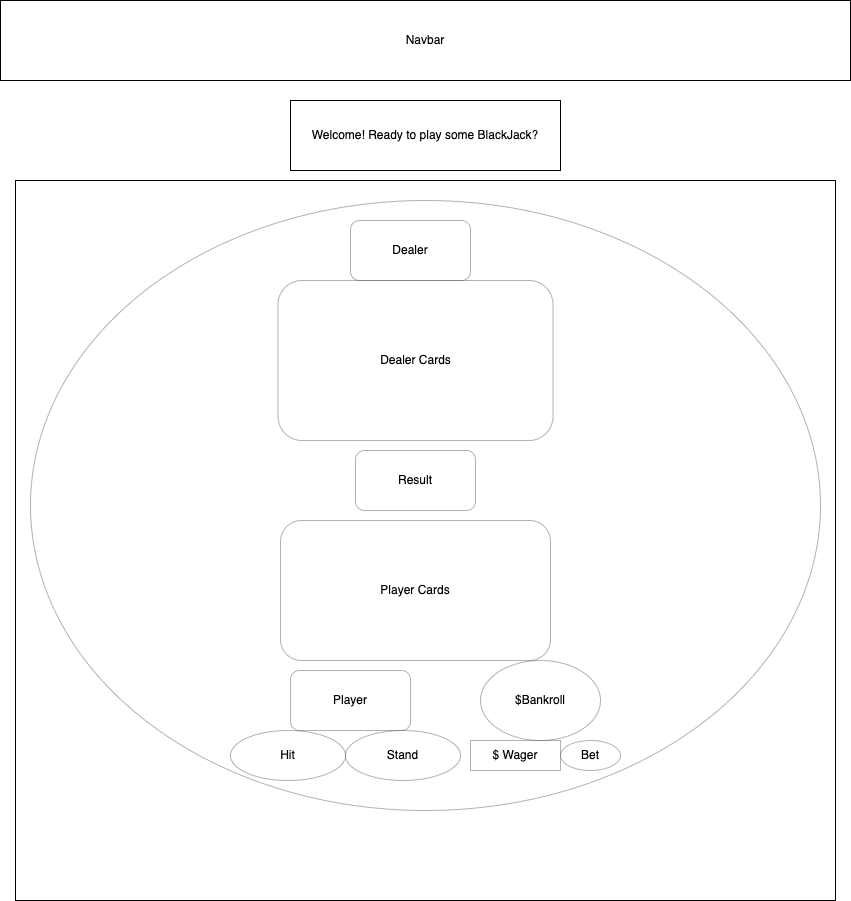 Navbar
Welcome! Ready to play some BlackJack?
Dealer
Dealer Cards
Result
Player Cards
Player
$Bankroll
Hit
Stand
$ Wager
Bet